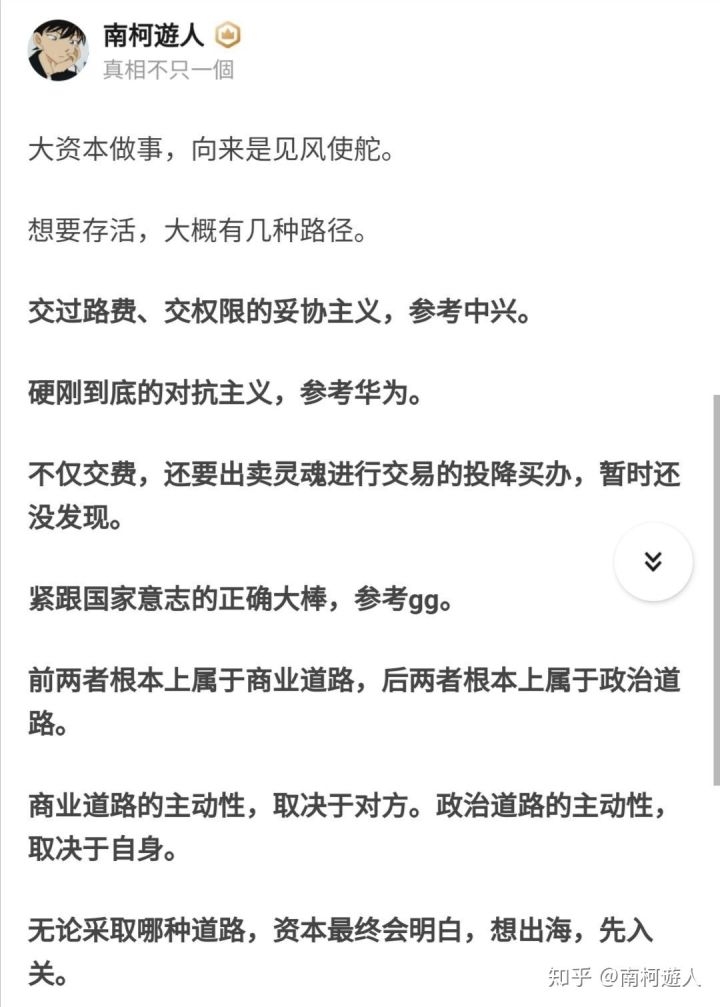 南柯遊人
真相不只一個
大资本做事，向来是见风使舵。
想要存活，大概有几种路径。
交过路费、交权限的妥协主义，参考中兴。
硬刚到底的对抗主义，参考华为。
不仅交费，还要出卖灵魂进行交易的投降买办，暂时还
没发现。
紧跟国家意志的正确大棒，参考gg。
前两者根本上属于商业道路，后两者根本上属于政治道
路。
商业道路的主动性，取决于对方。政治道路的主动性，
取决于自身。
无论采取哪种道路，资本最终会明白，想出海，先入
关。
知乎 @南柯遊人